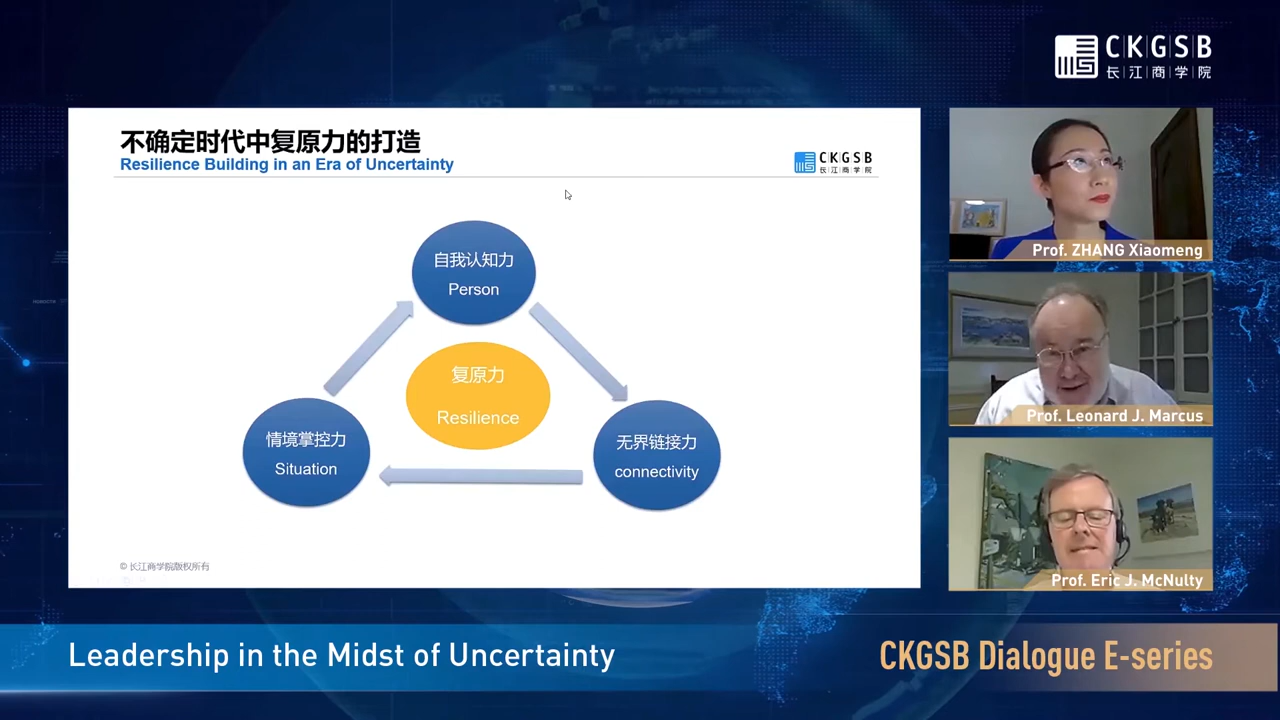 CKGSB
长江商学院
不确定时代中复原力的打造
Resilience Building in an Era of Uncertainty
CKGSB
长江商学院
自我认知力
Person
复原力
Resilience
情境掌控力
Situation
无界链接力
connectivity
© 长江商学院版权所有
Prof. ZHANG Xiaomeng
Prof. Leonard J. Marcus
Prof. Eric J. McNulty
Leadership in the Midst of Uncertainty
CKGSB Dialogue E-series